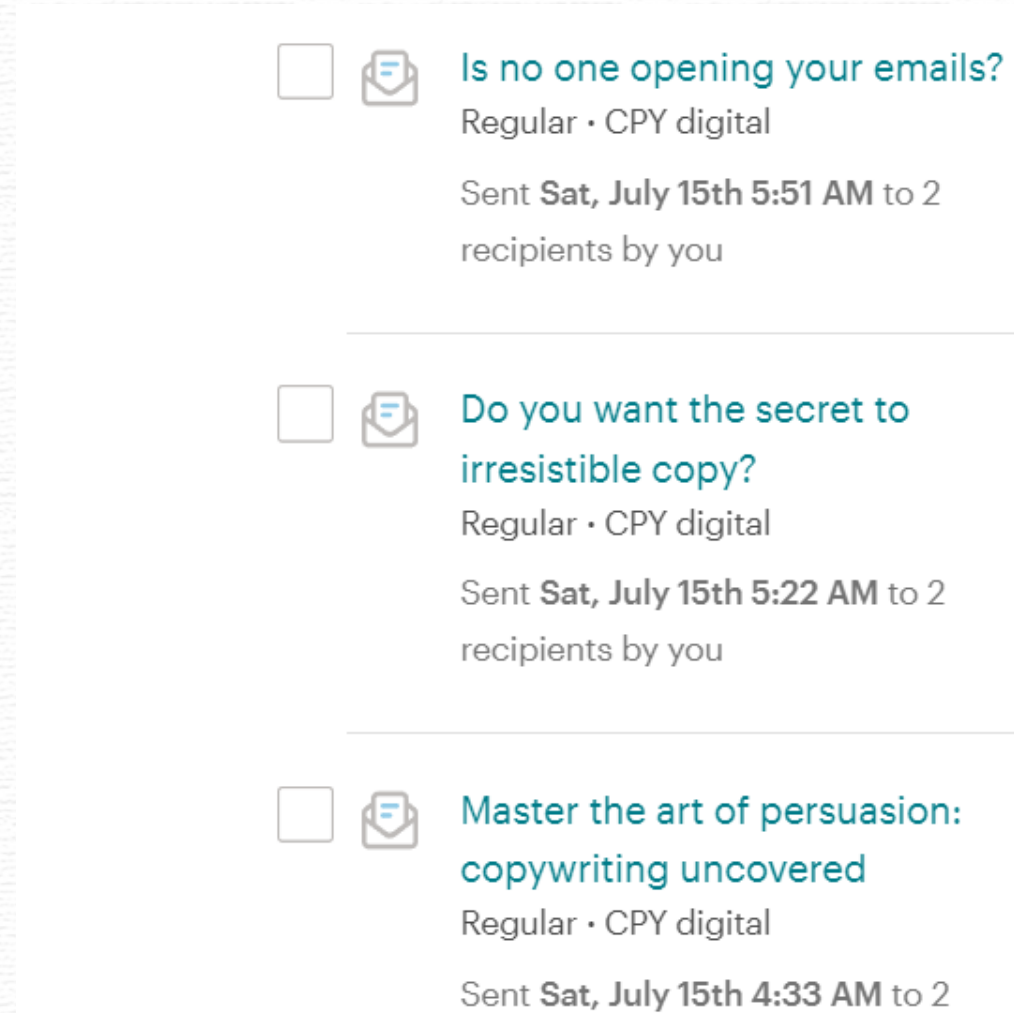 Is no one opening your emails?
Regular • CPY digital
Sent Sat, July 15th 5:51 AM to 2
recipients by you
Do you want the secret to
irresistible copy?
Regular • CPY digital
Sent Sat, July 15th 5:22 AM to 2
recipients by you
Master the art of persuasion:
copywriting uncovered
Regular • CPY digital
Sent Sat, July 15th 4:33 AM to 2